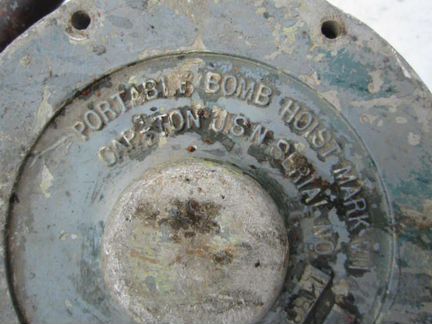 PORTABLE BOMB HOIST MARK
CAPSTON U.S.N. SERIAL NO